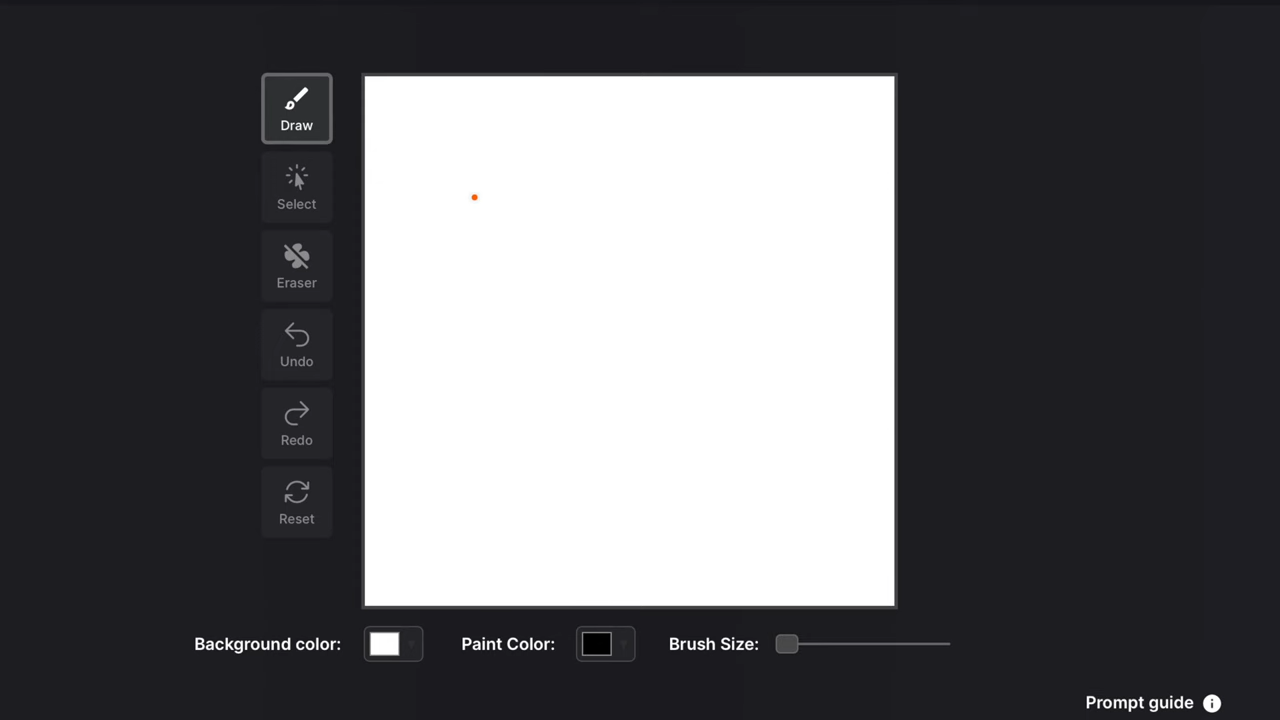 Draw
Select
Eraser
Undo
Redo
Reset
Background color: Paint Color: Brush Size:
Prompt guide